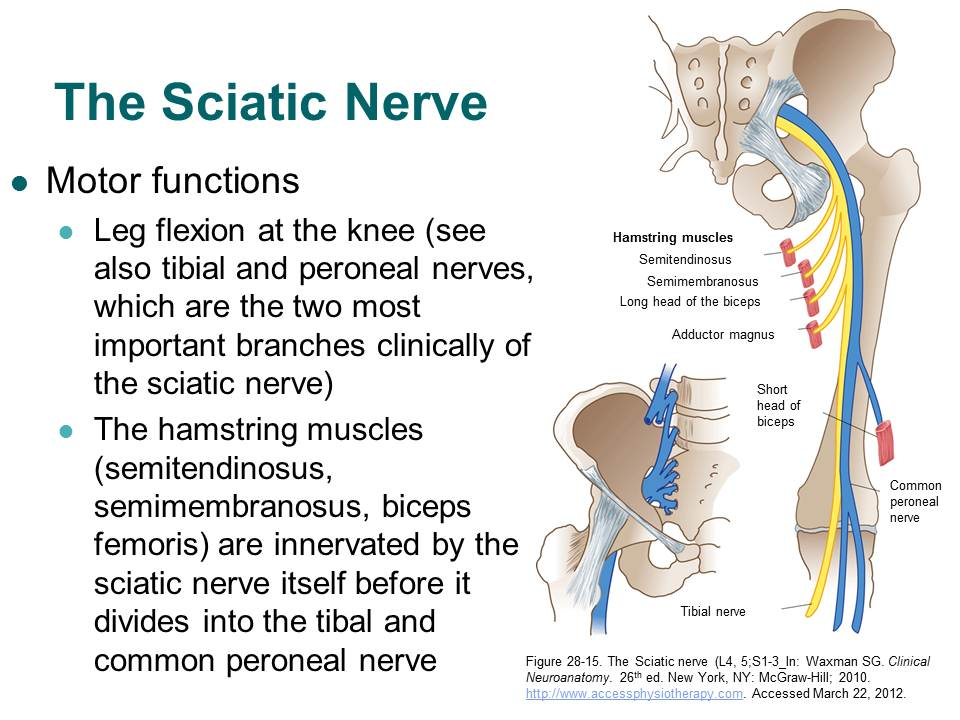 The Sciatic Nerve
Motor functions
Leg flexion at the knee (see
also tibial and peroneal nerves,
which are the two most
important branches clinically of
the sciatic nerve)
The hamstring muscles
(semitendinosus,
semimembranosus, biceps
femoris) are innervated by the
sciatic nerve itself before it
divides into the tibal and
common peroneal nerve
Hamstring muscles
Semitendinosus
Semimembranosus
Long head of the biceps
Adductor magnus
Short
head of
biceps
Common
peroneal
nerve
Tibial nerve
Figure 28-15. The Sciatic nerve (L4, 5;S1-3_In: Waxman SG. Clinical
Neuroanatomy. 26th ed. New York, NY: McGraw-Hill; 2010.
http://www.accessphysiotherapy.com. Accessed March 22, 2012.